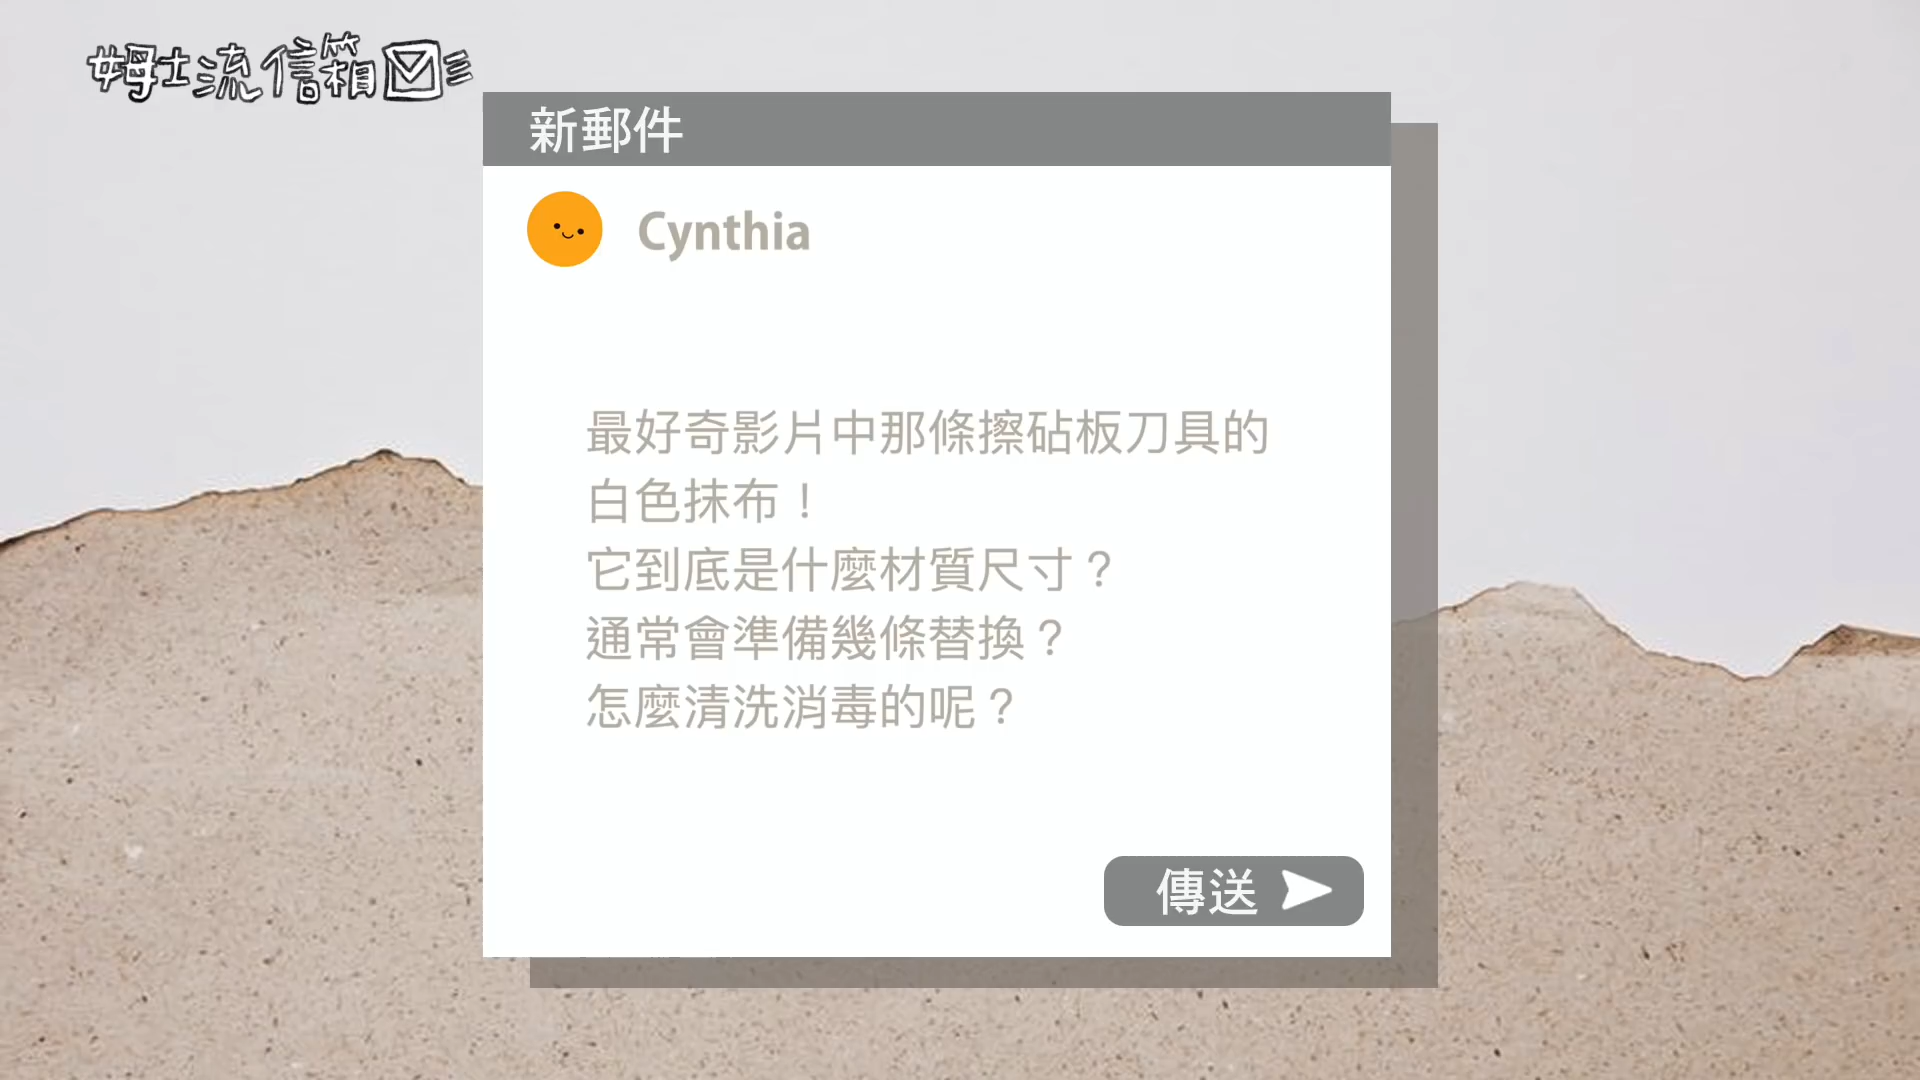 姆士流信箱
新郵件
Cynthia
最好奇影片中那條擦砧板刀具的
白色抹布！
它到底是什麼材質尺寸？
通常會準備幾條替換？
怎麼清洗消毒的呢？
傳送